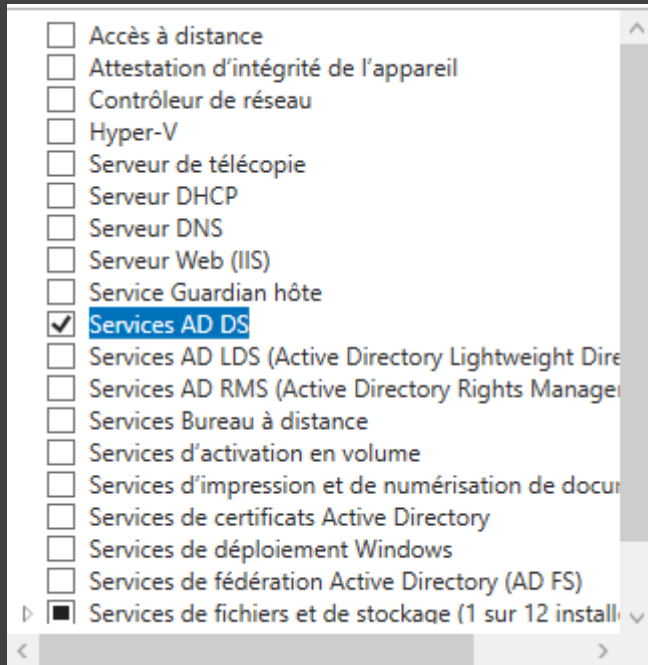 Accès à distance
Attestation d’intégrité de l’appareil
Contrôleur de réseau
Hyper-V
Serveur de télécopie
Serveur DHCP
Serveur DNS
Serveur Web (IIS)
Service Guardian hôte
Services AD DS
Services AD LDS (Active Directory Lightweight Dire
Services AD RMS (Active Directory Rights Manage
Services Bureau à distance
Services d’activation en volume
Services d’impression et de numérisation de docu
Services de certificats Active Directory
Services de déploiement Windows
Services de fédération Active Directory (AD FS)
Services de fichiers et de stockage (1 sur 12 install